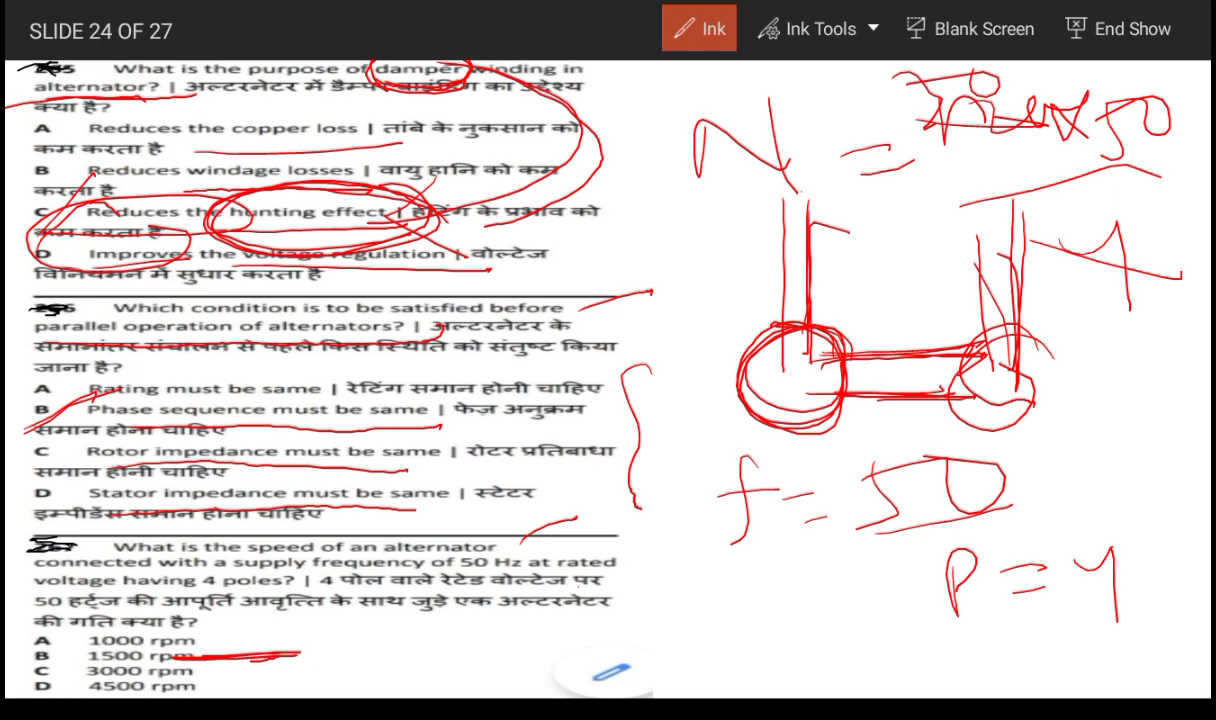 SLIDE 24 OF 27
Ink
Ink Tools
Blank Screen
End Show
What is the purpose of damper winding in
alternator? | अल्टरनेटर में डैम्पर वाइंडिंग का उद्देश्य
क्या है?
A Reduces the copper loss | तांबे के नुकसान को
कम करता है
B Reduces windage losses | वायु हानि को कम
करता है
C Reduces the hunting effect | हंटिंग के प्रभाव को
कम करता है
D Improves the voltage regulation | वोल्टेज
विनियमन में सुधार करता है
Which condition is to be satisfied before
parallel operation of alternators? | अल्टरनेटर के
समानांतर संचालन से पहले किस स्थिति को संतुष्ट किया
जाना है?
A Rating must be same | रेटिंग समान होनी चाहिए
B Phase sequence must be same | फेज़ अनुक्रम
समान होना चाहिए
C Rotor impedance must be same | रोटर प्रतिबाधा
समान होनी चाहिए
D Stator impedance must be same | स्टेटर
इम्पीडेंस समान होना चाहिए
What is the speed of an alternator
connected with a supply frequency of 50 Hz at rated
voltage having 4 poles? | 4 पोल वाले रेटेड वोल्टेज पर
50 हर्ट्ज की आपूर्ति आवृत्ति के साथ जुड़े एक अल्टरनेटर
की गति क्या है?
A 1000 rpm
B 1500 rpm
C 3000 rpm
D 4500 rpm
N = 50
4
f = 50
P = 4